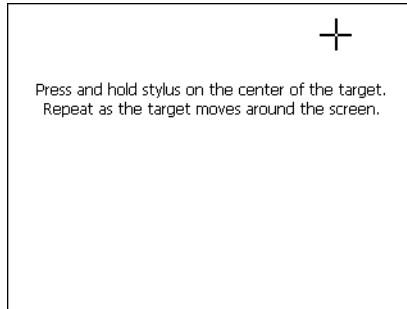 Press and hold stylus on the center of the target.
Repeat as the target moves around the screen.